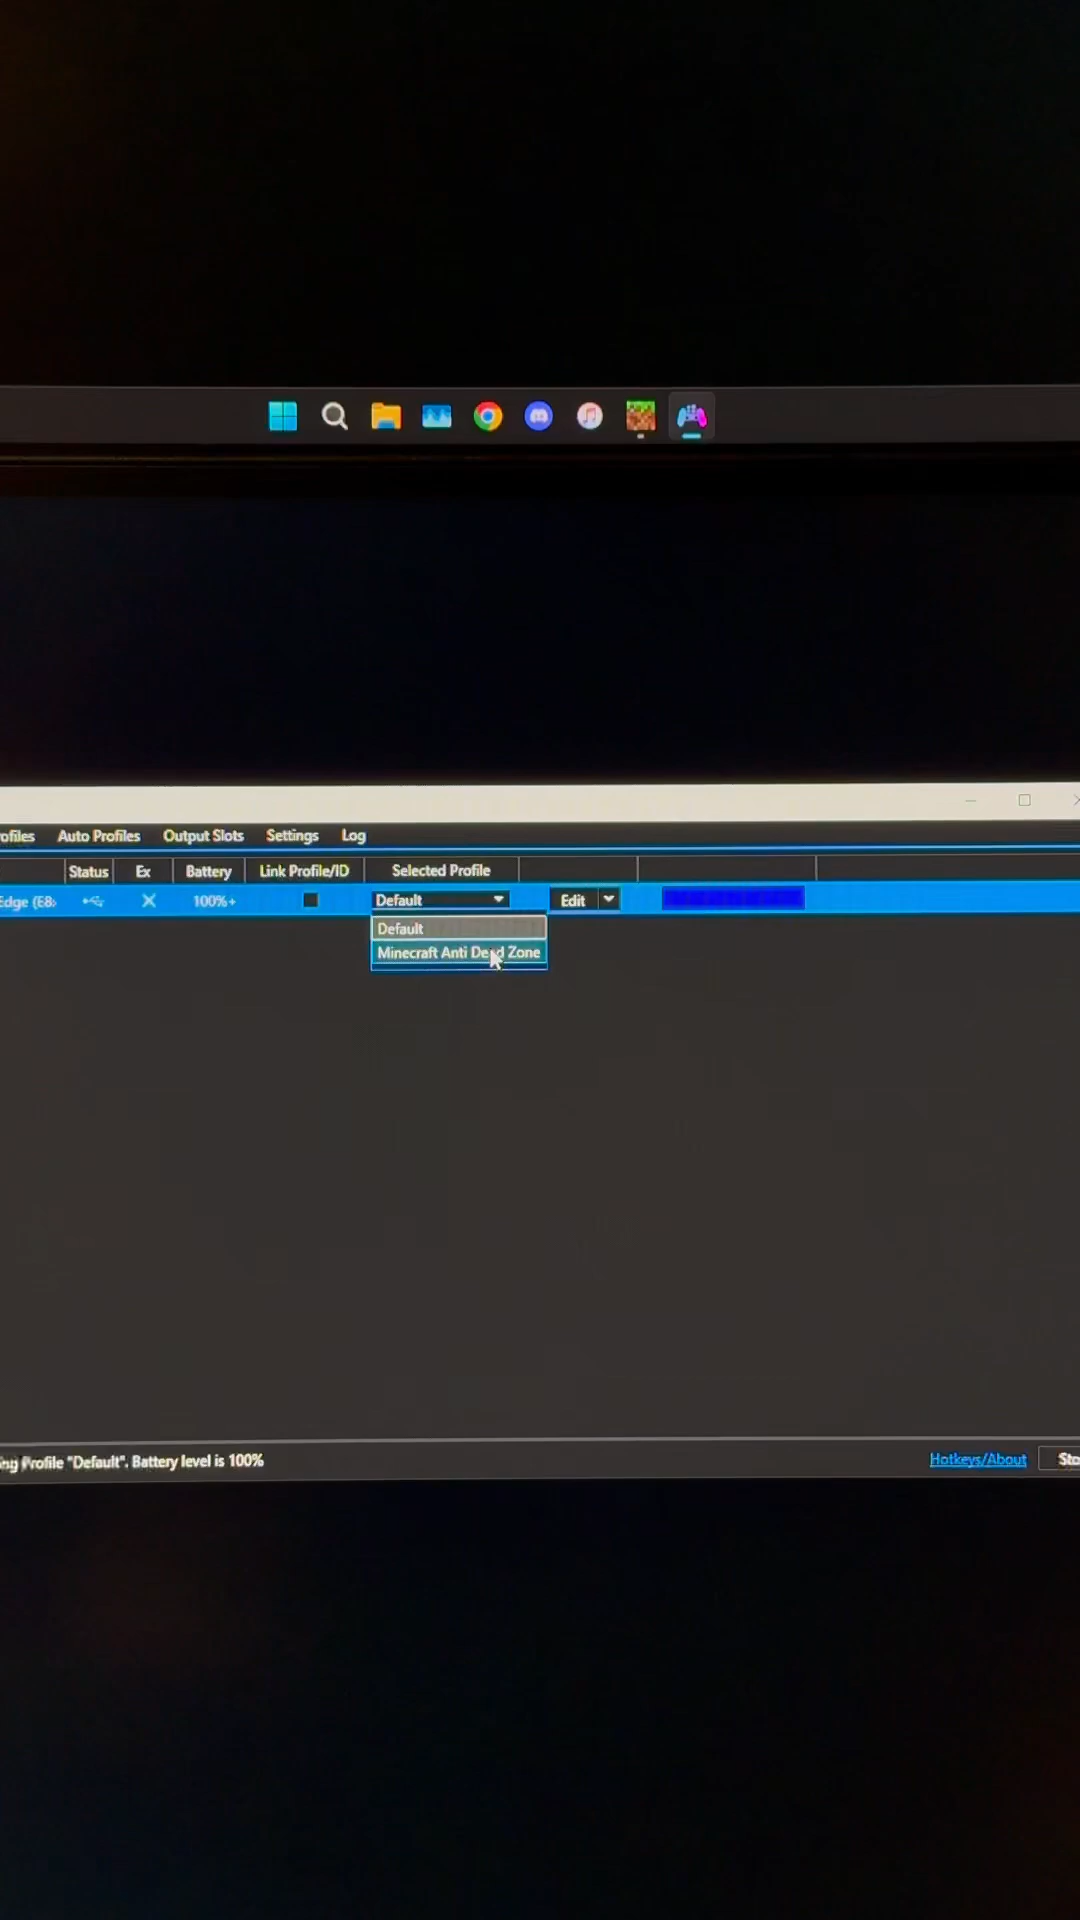 ofiles Auto Profiles Output Slots Settings Log
Status Ex Battery Link Profile/ID Selected Profile
Edge (E8: 100%+ Default Edit
Default
Minecraft Anti Dead Zone
ing Profile "Default". Battery level is 100% Hotkeys/About Sto